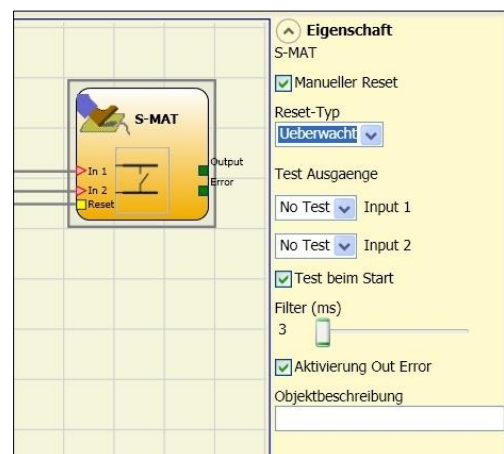 S-MAT
In 1
In 2
Reset
Output
Error
Eigenschaft
S-MAT
Manueller Reset
Reset-Typ
Ueberwacht
Test Ausgaenge
No Test Input 1
No Test Input 2
Test beim Start
Filter (ms)
3
Aktivierung Out Error
Objektbeschreibung